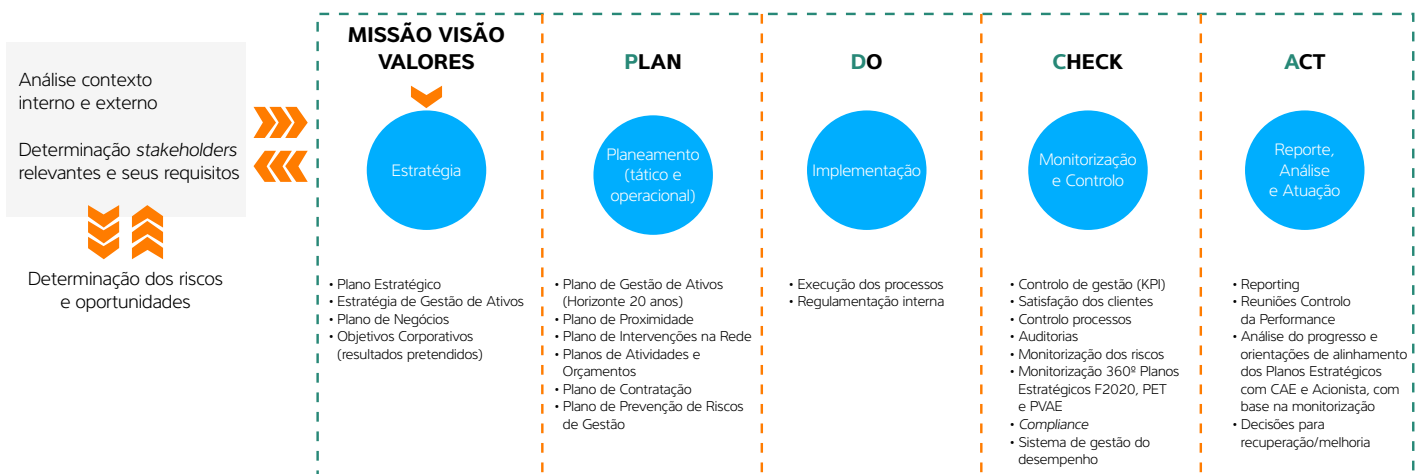 Análise contexto
interno e externo
Determinação stakeholders
relevantes e seus requisitos
Determinação dos riscos
e oportunidades
MISSÃO VISÃO
VALORES
Estratégia
• Plano Estratégico
• Estratégia de Gestão de Ativos
• Plano de Negócios
• Objetivos Corporativos
(resultados pretendidos)
PLAN
Planeamento
(tático e
operacional)
• Plano de Gestão de Ativos
(Horizonte 20 anos)
• Plano de Proximidade
• Plano de Intervenções na Rede
• Planos de Atividades e
Orçamentos
• Plano de Contratação
• Plano de Prevenção de Riscos
de Gestão
DO
Implementação
• Execução dos processos
• Regulamentação interna
CHECK
Monitorização
e Controlo
• Controlo de gestão (KPI)
• Satisfação dos clientes
• Controlo processos
• Auditorias
• Monitorização dos riscos
• Monitorização 360º Planos
Estratégicos F2020, PET
e PVAE
• Compliance
• Sistema de gestão do
desempenho
ACT
Reporte,
Análise
e Atuação
• Reporting
• Reuniões Controlo
da Performance
• Análise do progresso e
orientações de alinhamento
dos Planos Estratégicos
com CAE e Acionista, com
base na monitorização
• Decisões para
recuperação/melhoria